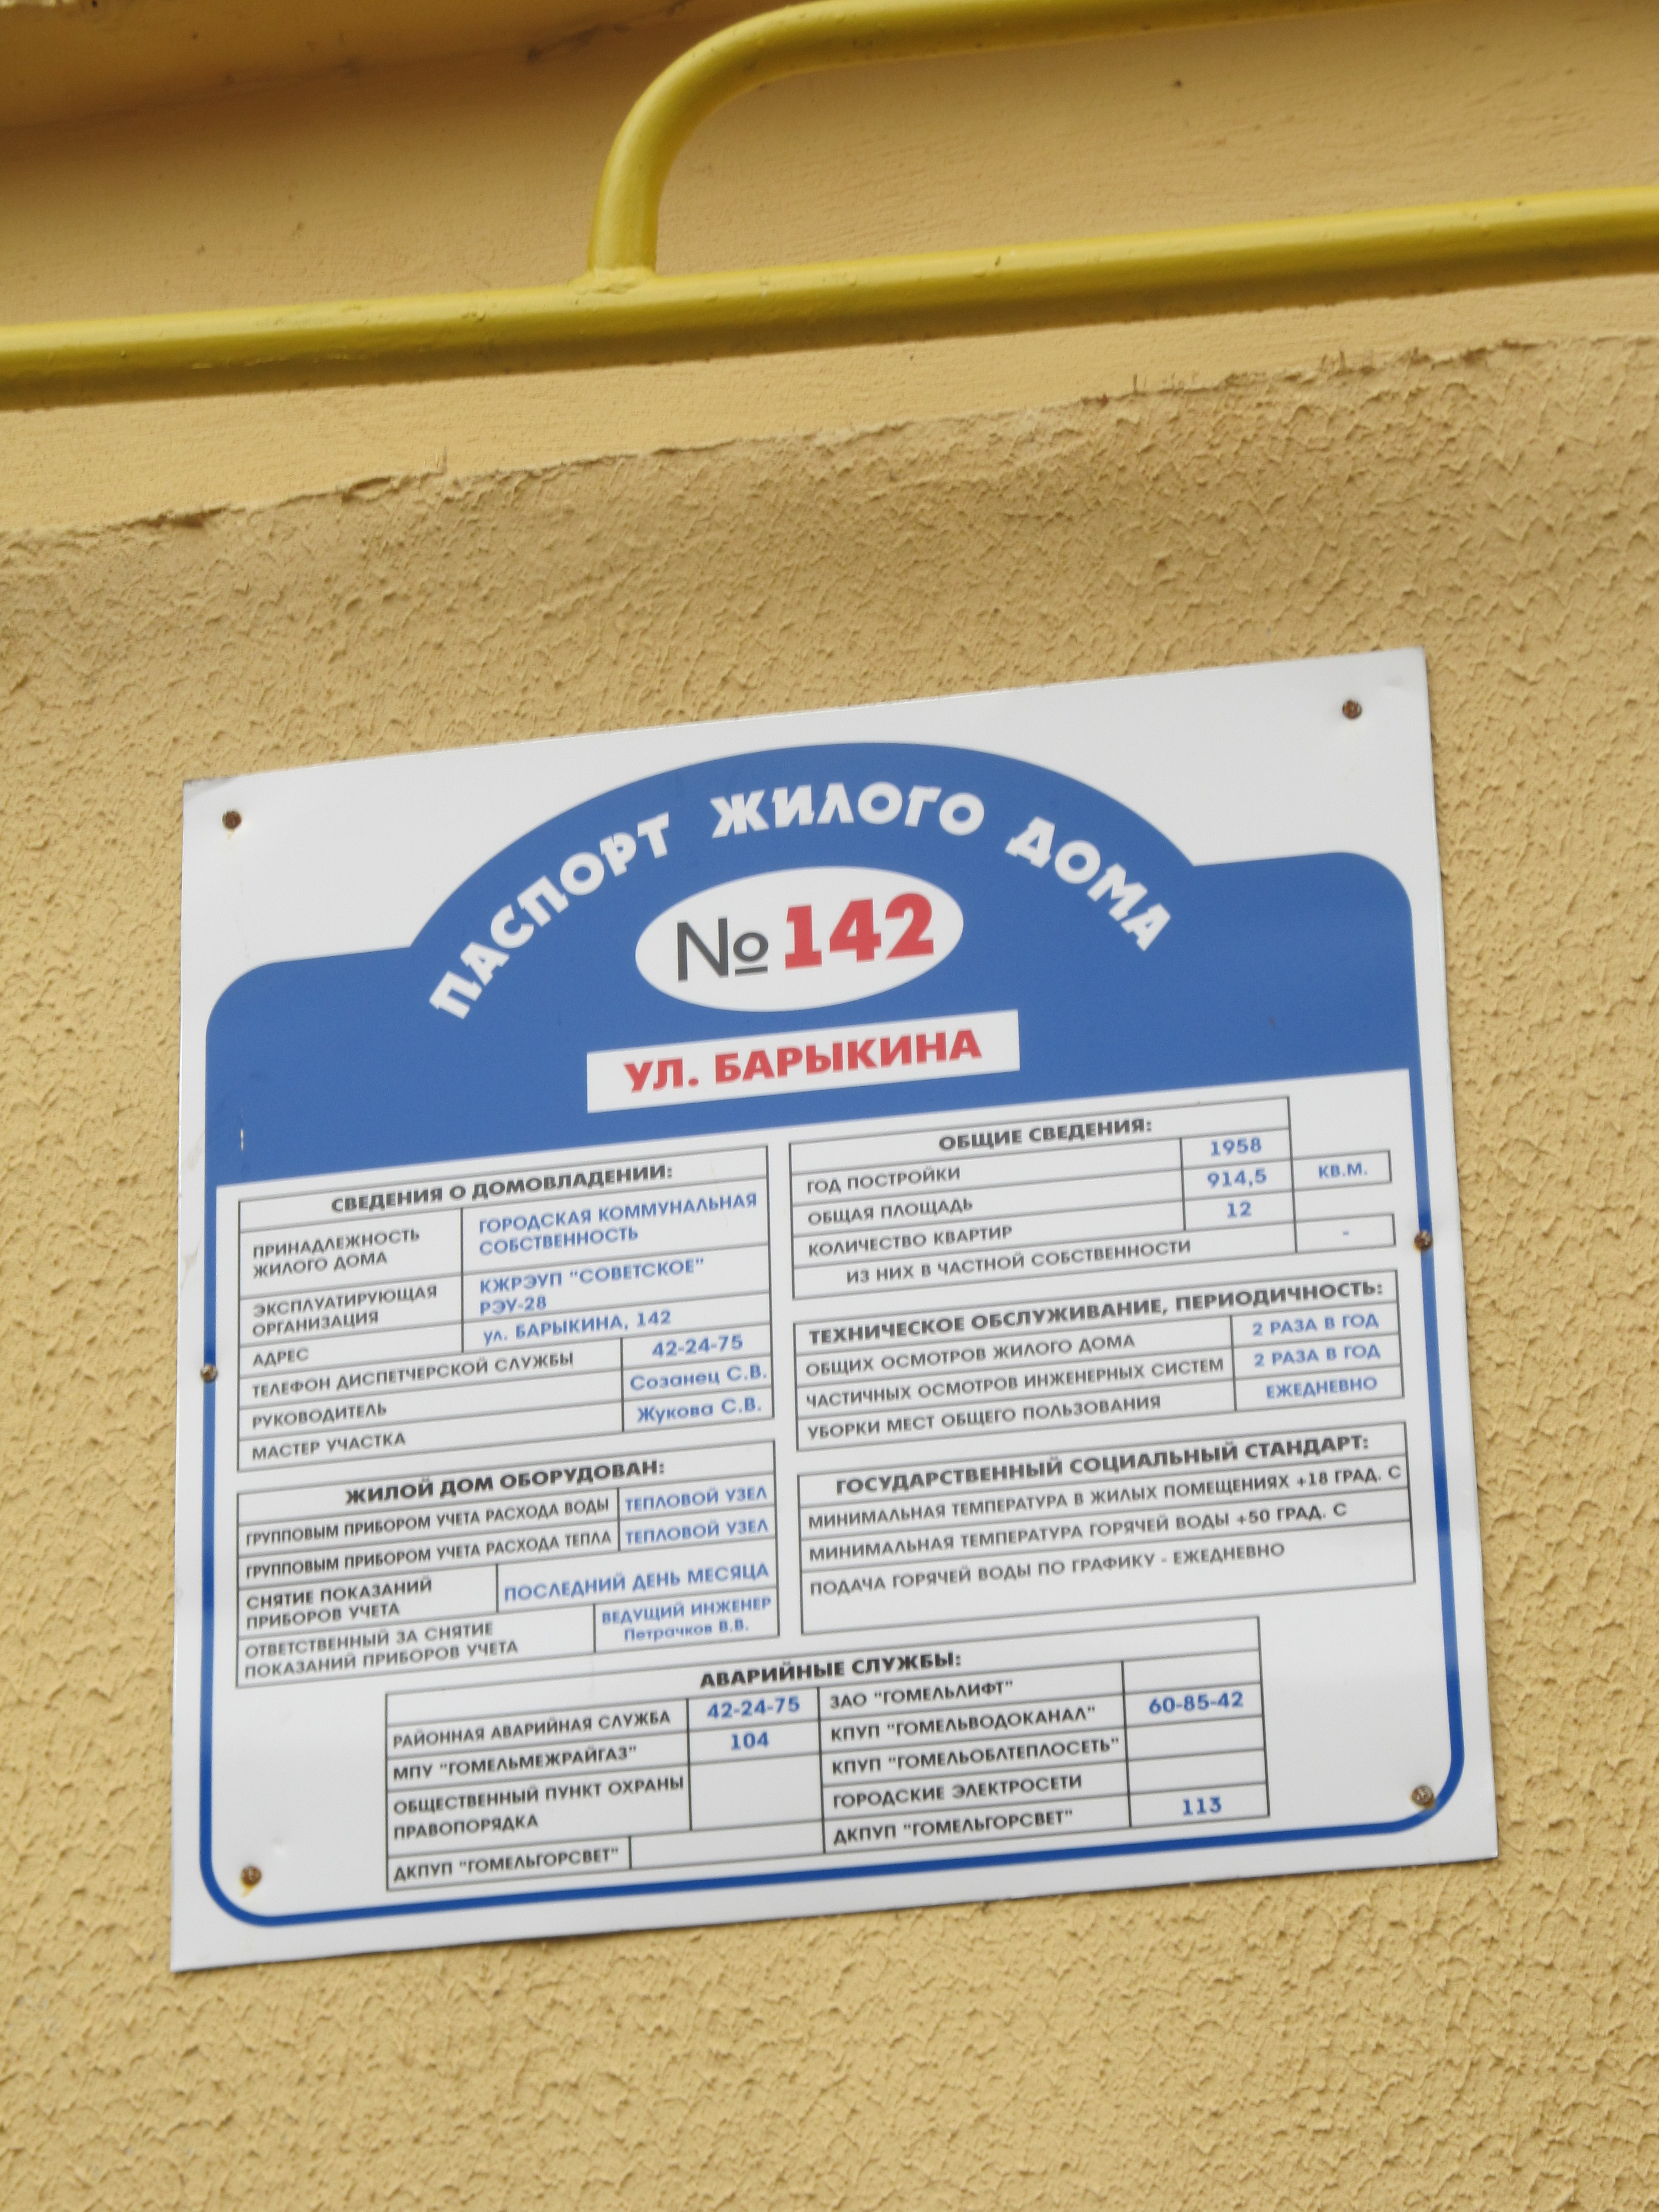 ПАСПОРТ ЖИЛОГО ДОМА
№142
УЛ. БАРЫКИНА
СВЕДЕНИЯ О ДОМОВЛАДЕНИИ:
ПРИНАДЛЕЖНОСТЬ ЖИЛОГО ДОМА ГОРОДСКАЯ КОММУНАЛЬНАЯ СОБСТВЕННОСТЬ
ЭКСПЛУАТИРУЮЩАЯ ОРГАНИЗАЦИЯ КЖРЭУП "СОВЕТСКОЕ" РЭУ-28
АДРЕС ул. БАРЫКИНА, 142
ТЕЛЕФОН ДИСПЕТЧЕРСКОЙ СЛУЖБЫ 42-24-75
РУКОВОДИТЕЛЬ Созанец С.В.
МАСТЕР УЧАСТКА Жукова С.В.
ЖИЛОЙ ДОМ ОБОРУДОВАН:
ГРУППОВЫМ ПРИБОРОМ УЧЕТА РАСХОДА ВОДЫ ТЕПЛОВОЙ УЗЕЛ
ГРУППОВЫМ ПРИБОРОМ УЧЕТА РАСХОДА ТЕПЛА ТЕПЛОВОЙ УЗЕЛ
СНЯТИЕ ПОКАЗАНИЙ ПРИБОРОВ УЧЕТА ПОСЛЕДНИЙ ДЕНЬ МЕСЯЦА
ОТВЕТСТВЕННЫЙ ЗА СНЯТИЕ ПОКАЗАНИЙ ПРИБОРОВ УЧЕТА ВЕДУЩИЙ ИНЖЕНЕР Петрачков В.В.
ОБЩИЕ СВЕДЕНИЯ:
ГОД ПОСТРОЙКИ 1958
ОБЩАЯ ПЛОЩАДЬ 914,5 КВ.М.
КОЛИЧЕСТВО КВАРТИР 12
ИЗ НИХ В ЧАСТНОЙ СОБСТВЕННОСТИ -
ТЕХНИЧЕСКОЕ ОБСЛУЖИВАНИЕ, ПЕРИОДИЧНОСТЬ:
ОБЩИХ ОСМОТРОВ ЖИЛОГО ДОМА 2 РАЗА В ГОД
ЧАСТИЧНЫХ ОСМОТРОВ ИНЖЕНЕРНЫХ СИСТЕМ 2 РАЗА В ГОД
УБОРКИ МЕСТ ОБЩЕГО ПОЛЬЗОВАНИЯ ЕЖЕДНЕВНО
ГОСУДАРСТВЕННЫЙ СОЦИАЛЬНЫЙ СТАНДАРТ:
МИНИМАЛЬНАЯ ТЕМПЕРАТУРА В ЖИЛЫХ ПОМЕЩЕНИЯХ +18 ГРАД. С
МИНИМАЛЬНАЯ ТЕМПЕРАТУРА ГОРЯЧЕЙ ВОДЫ +50 ГРАД. С
ПОДАЧА ГОРЯЧЕЙ ВОДЫ ПО ГРАФИКУ - ЕЖЕДНЕВНО
АВАРИЙНЫЕ СЛУЖБЫ:
РАЙОННАЯ АВАРИЙНАЯ СЛУЖБА 42-24-75
МПУ "ГОМЕЛЬМЕЖРАЙГАЗ" 104
ОБЩЕСТВЕННЫЙ ПУНКТ ОХРАНЫ ПРАВОПОРЯДКА
ДКПУП "ГОМЕЛЬГОРСВЕТ"
ЗАО "ГОМЕЛЬЛИФТ"
КПУП "ГОМЕЛЬВОДОКАНАЛ" 60-85-42
КПУП "ГОМЕЛЬОБЛТЕПЛОСЕТЬ"
ГОРОДСКИЕ ЭЛЕКТРОСЕТИ
ДКПУП "ГОМЕЛЬГОРСВЕТ" 113